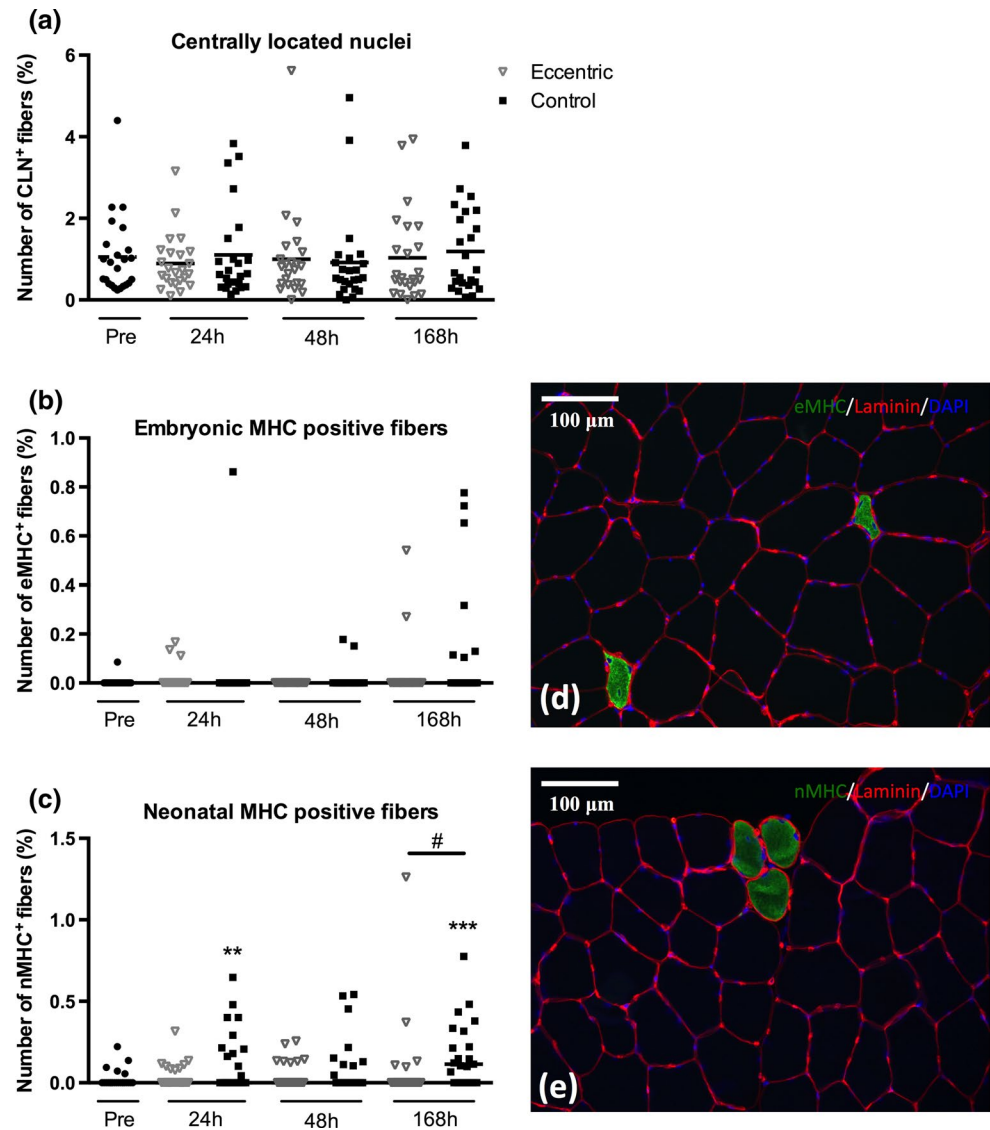 (a)
Centrally located nuclei
Number of CLN⁺ fibers (%)
6
4
2
0
Pre
24h
48h
168h
Eccentric
Control
(b)
Embryonic MHC positive fibers
Number of eMHC⁺ fibers (%)
1.0
0.8
0.6
0.4
0.2
0.0
Pre
24h
48h
168h
100 µm
eMHC/Laminin/DAPI
(d)
(c)
Neonatal MHC positive fibers
Number of nMHC⁺ fibers (%)
1.5
1.0
0.5
0.0
**
#
***
Pre
24h
48h
168h
100 µm
nMHC/Laminin/DAPI
(e)